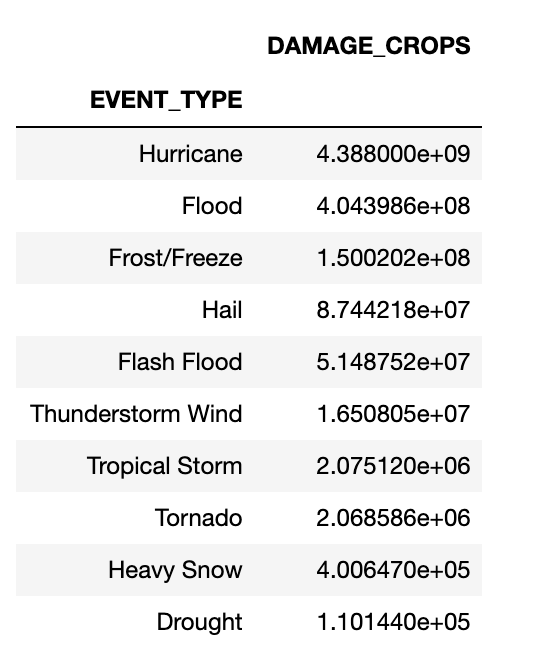 DAMAGE_CROPS
EVENT_TYPE
Hurricane 4.388000e+09
Flood 4.043986e+08
Frost/Freeze 1.500202e+08
Hail 8.744218e+07
Flash Flood 5.148752e+07
Thunderstorm Wind 1.650805e+07
Tropical Storm 2.075120e+06
Tornado 2.068586e+06
Heavy Snow 4.006470e+05
Drought 1.101440e+05